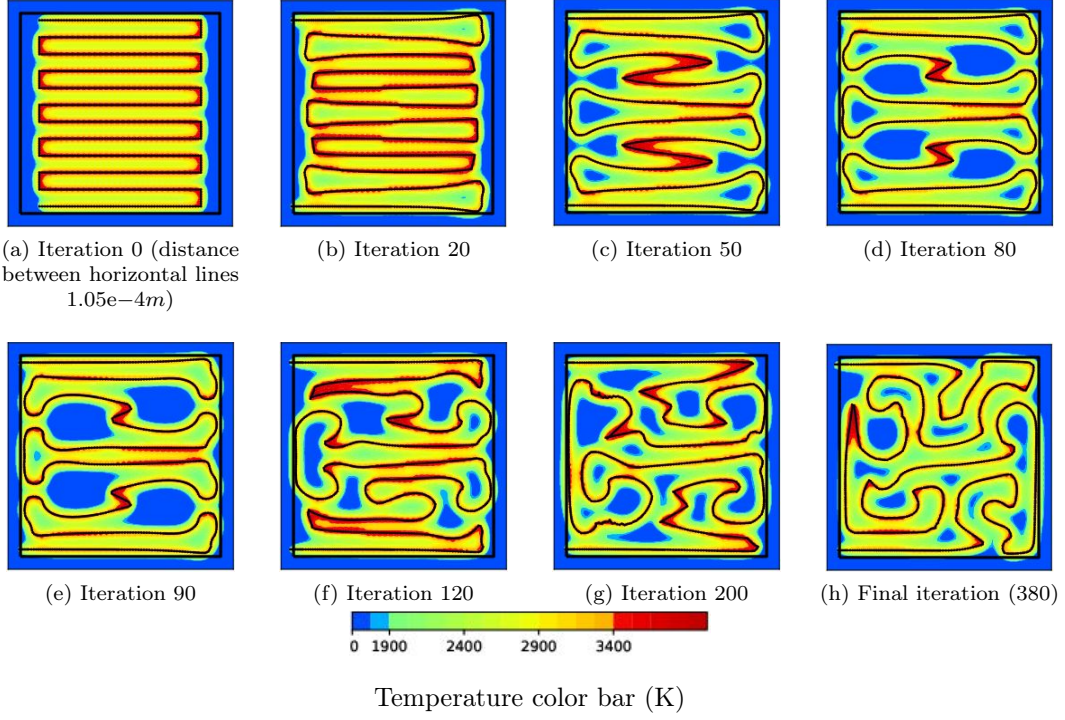 (a) Iteration 0 (distance
between horizontal lines
1.05e−4m)
(b) Iteration 20
(c) Iteration 50
(d) Iteration 80
(e) Iteration 90
(f) Iteration 120
(g) Iteration 200
(h) Final iteration (380)
0 1900 2400 2900 3400
Temperature color bar (K)